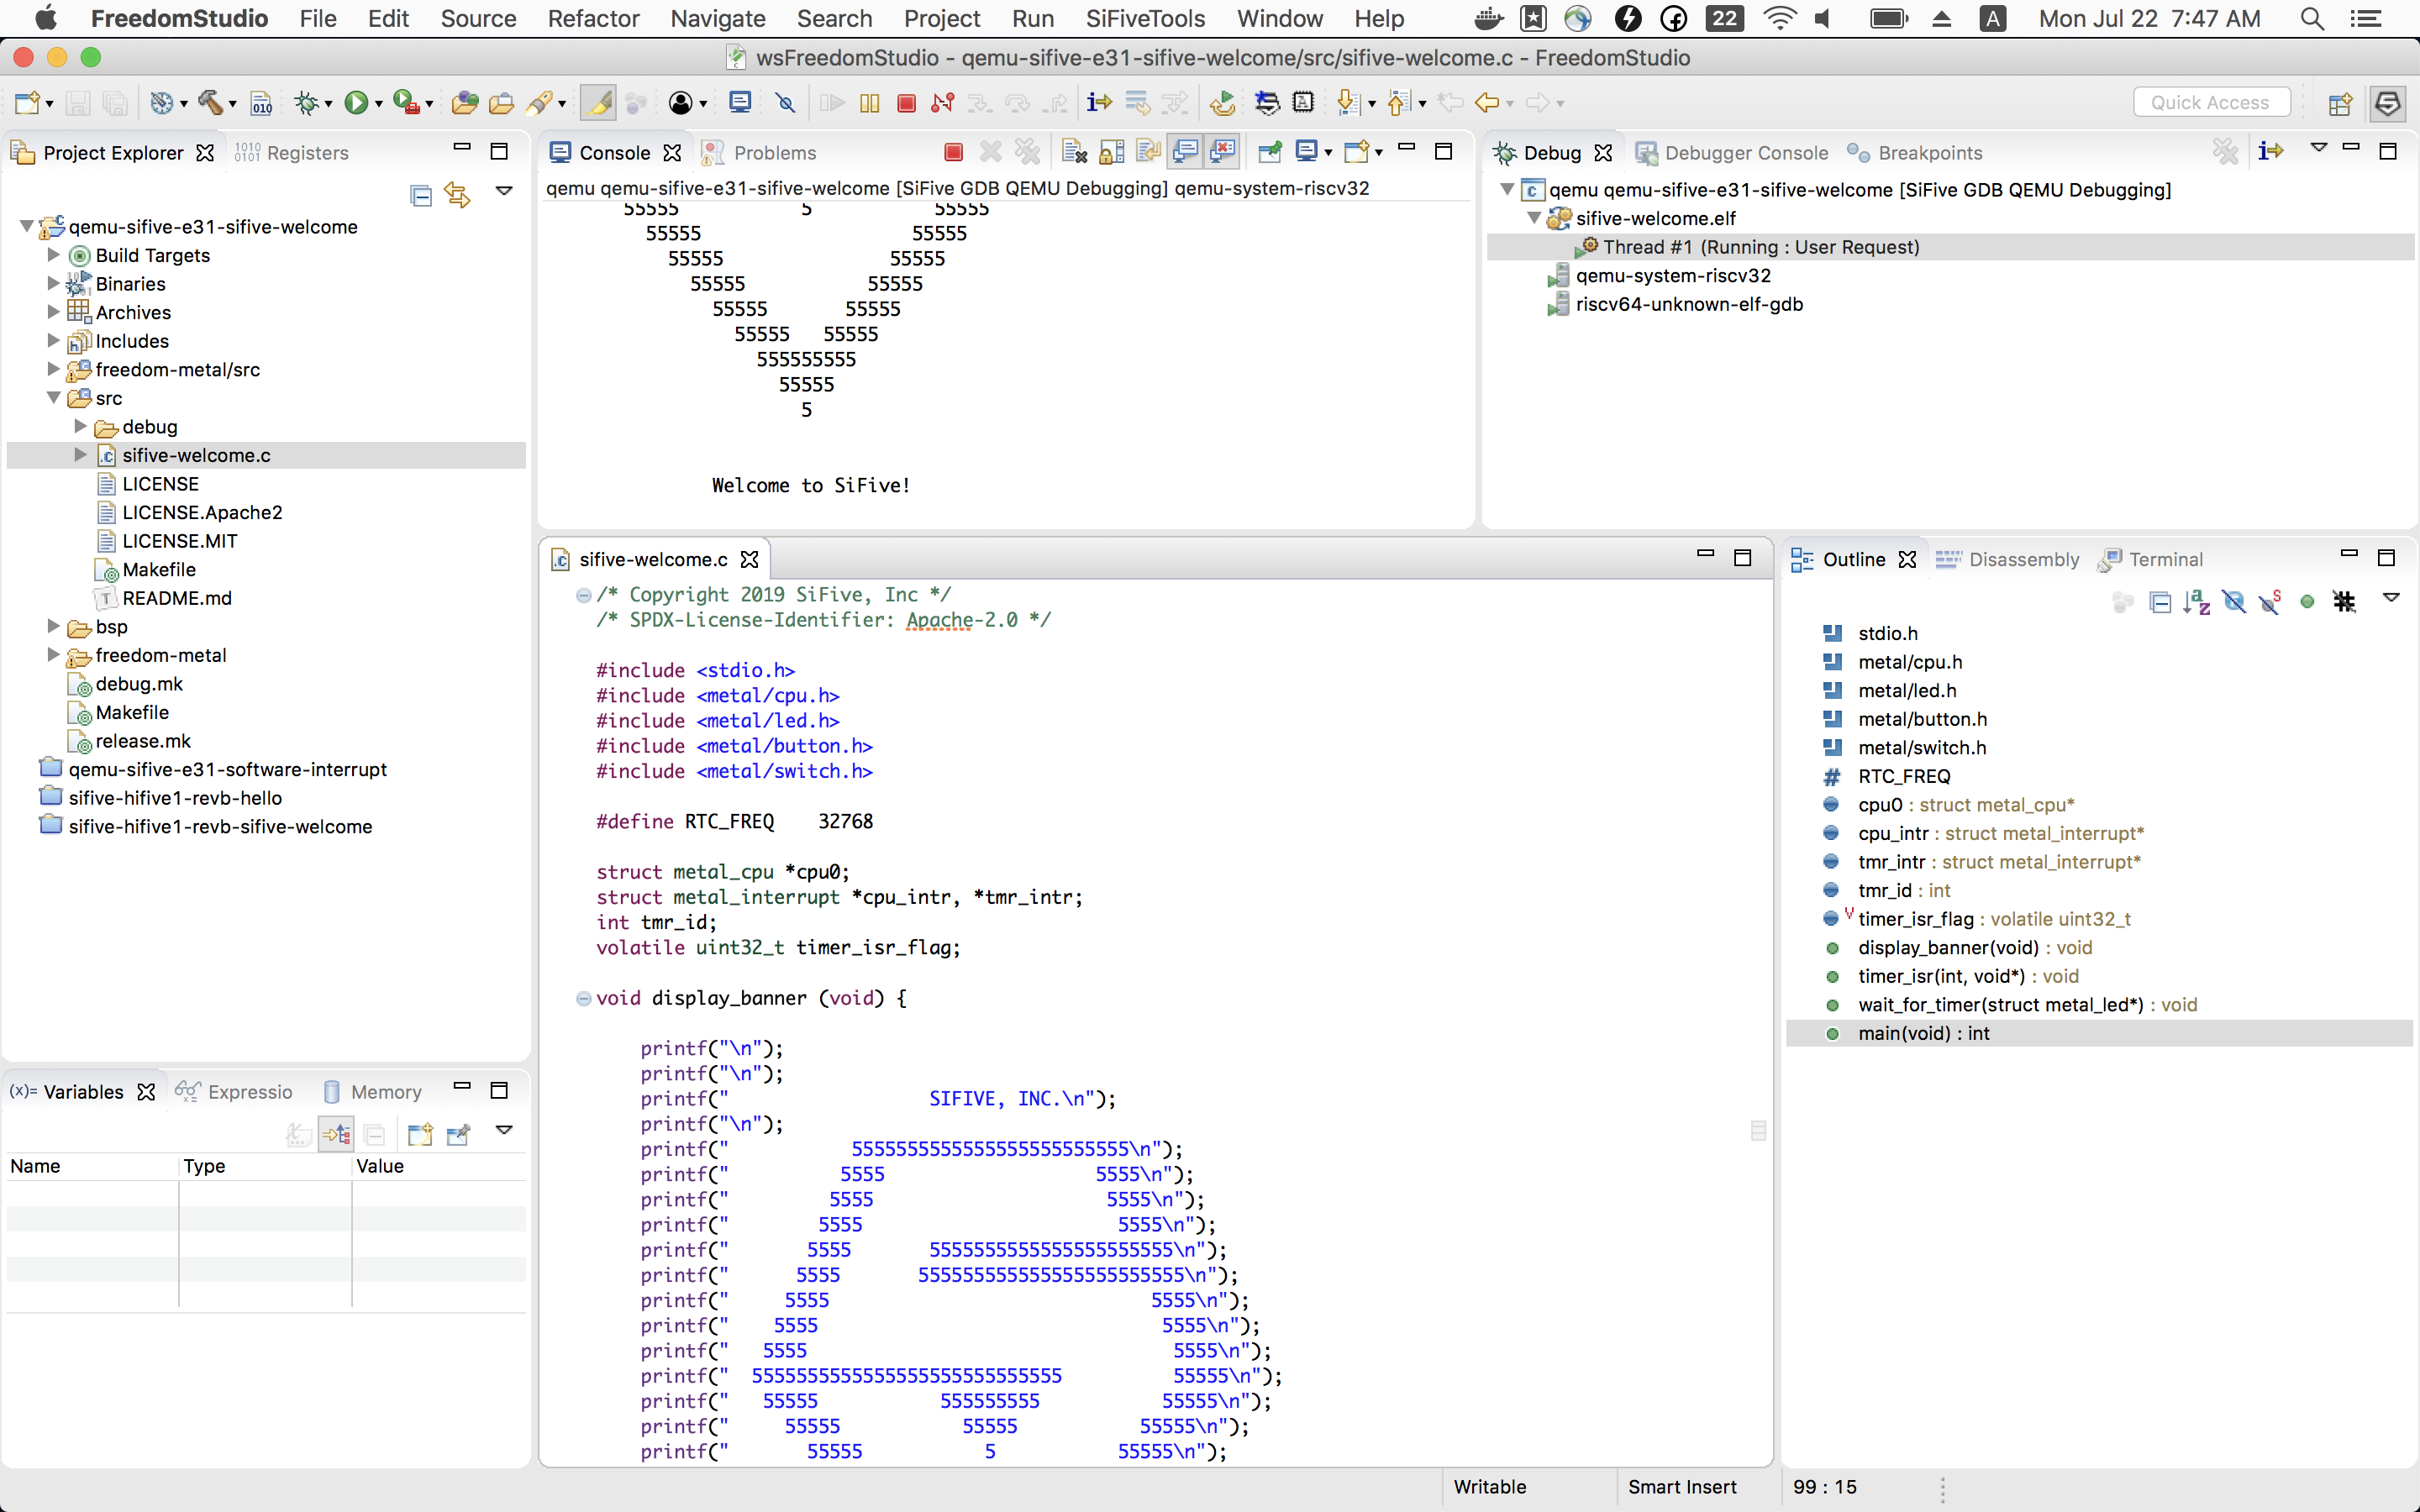 FreedomStudio File Edit Source Refactor Navigate Search Project Run SiFiveTools Window Help 22 A Mon Jul 22 7:47 AM
wsFreedomStudio - qemu-sifive-e31-sifive-welcome/src/sifive-welcome.c - FreedomStudio
Quick Access
Project Explorer
Registers
qemu-sifive-e31-sifive-welcome
Build Targets
Binaries
Archives
Includes
freedom-metal/src
src
debug
sifive-welcome.c
LICENSE
LICENSE.Apache2
LICENSE.MIT
Makefile
README.md
bsp
freedom-metal
debug.mk
Makefile
release.mk
qemu-sifive-e31-software-interrupt
sifive-hifive1-revb-hello
sifive-hifive1-revb-sifive-welcome
(x)= Variables Expressio Memory
Name Type Value
Console Problems
qemu qemu-sifive-e31-sifive-welcome [SiFive GDB QEMU Debugging] qemu-system-riscv32
55555 5 55555
55555 55555
55555 55555
55555 55555
55555 55555
55555 55555
555555555
55555
5
Welcome to SiFive!
Debug Debugger Console Breakpoints
qemu qemu-sifive-e31-sifive-welcome [SiFive GDB QEMU Debugging]
sifive-welcome.elf
Thread #1 (Running : User Request)
qemu-system-riscv32
riscv64-unknown-elf-gdb
sifive-welcome.c
/* Copyright 2019 SiFive, Inc */
/* SPDX-License-Identifier: Apache-2.0 */
#include <stdio.h>
#include <metal/cpu.h>
#include <metal/led.h>
#include <metal/button.h>
#include <metal/switch.h>
#define RTC_FREQ 32768
struct metal_cpu *cpu0;
struct metal_interrupt *cpu_intr, *tmr_intr;
int tmr_id;
volatile uint32_t timer_isr_flag;
void display_banner (void) {
printf("\n");
printf("\n");
printf(" SIFIVE, INC.\n");
printf("\n");
printf(" 5555555555555555555555555\n");
printf(" 5555 5555\n");
printf(" 5555 5555\n");
printf(" 5555 5555\n");
printf(" 5555 5555555555555555555555\n");
printf(" 5555 555555555555555555555555\n");
printf(" 5555 5555\n");
printf(" 5555 5555\n");
printf(" 5555 5555\n");
printf(" 5555555555555555555555555555 55555\n");
printf(" 55555 555555555 55555\n");
printf(" 55555 55555 55555\n");
printf(" 55555 5 55555\n");
Outline Disassembly Terminal
stdio.h
metal/cpu.h
metal/led.h
metal/button.h
metal/switch.h
# RTC_FREQ
cpu0 : struct metal_cpu*
cpu_intr : struct metal_interrupt*
tmr_intr : struct metal_interrupt*
tmr_id : int
timer_isr_flag : volatile uint32_t
display_banner(void) : void
timer_isr(int, void*) : void
wait_for_timer(struct metal_led*) : void
main(void) : int
Writable Smart Insert 99 : 15